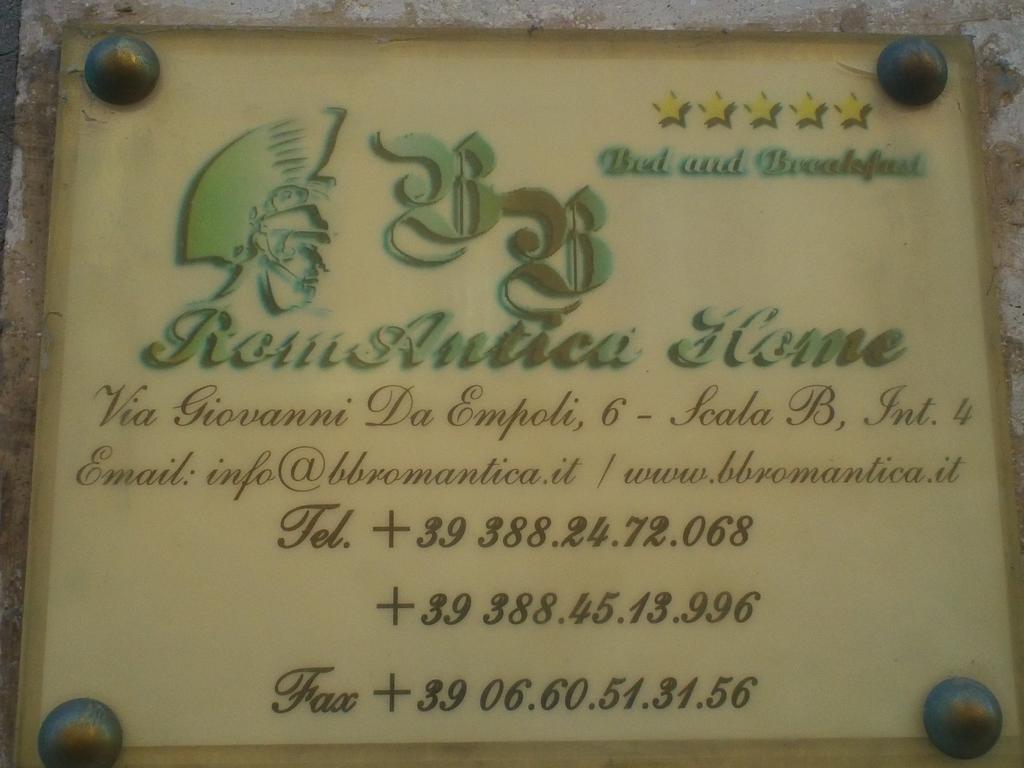 Bed and Breakfast
BB
RomAntica Home
Via Giovanni Da Empoli, 6 - Scala B, Int. 4
Email: info@bbromantica.it / www.bbromantica.it
Tel. +39 388.24.72.068
+39 388.45.13.996
Fax +39 06.60.51.31.56